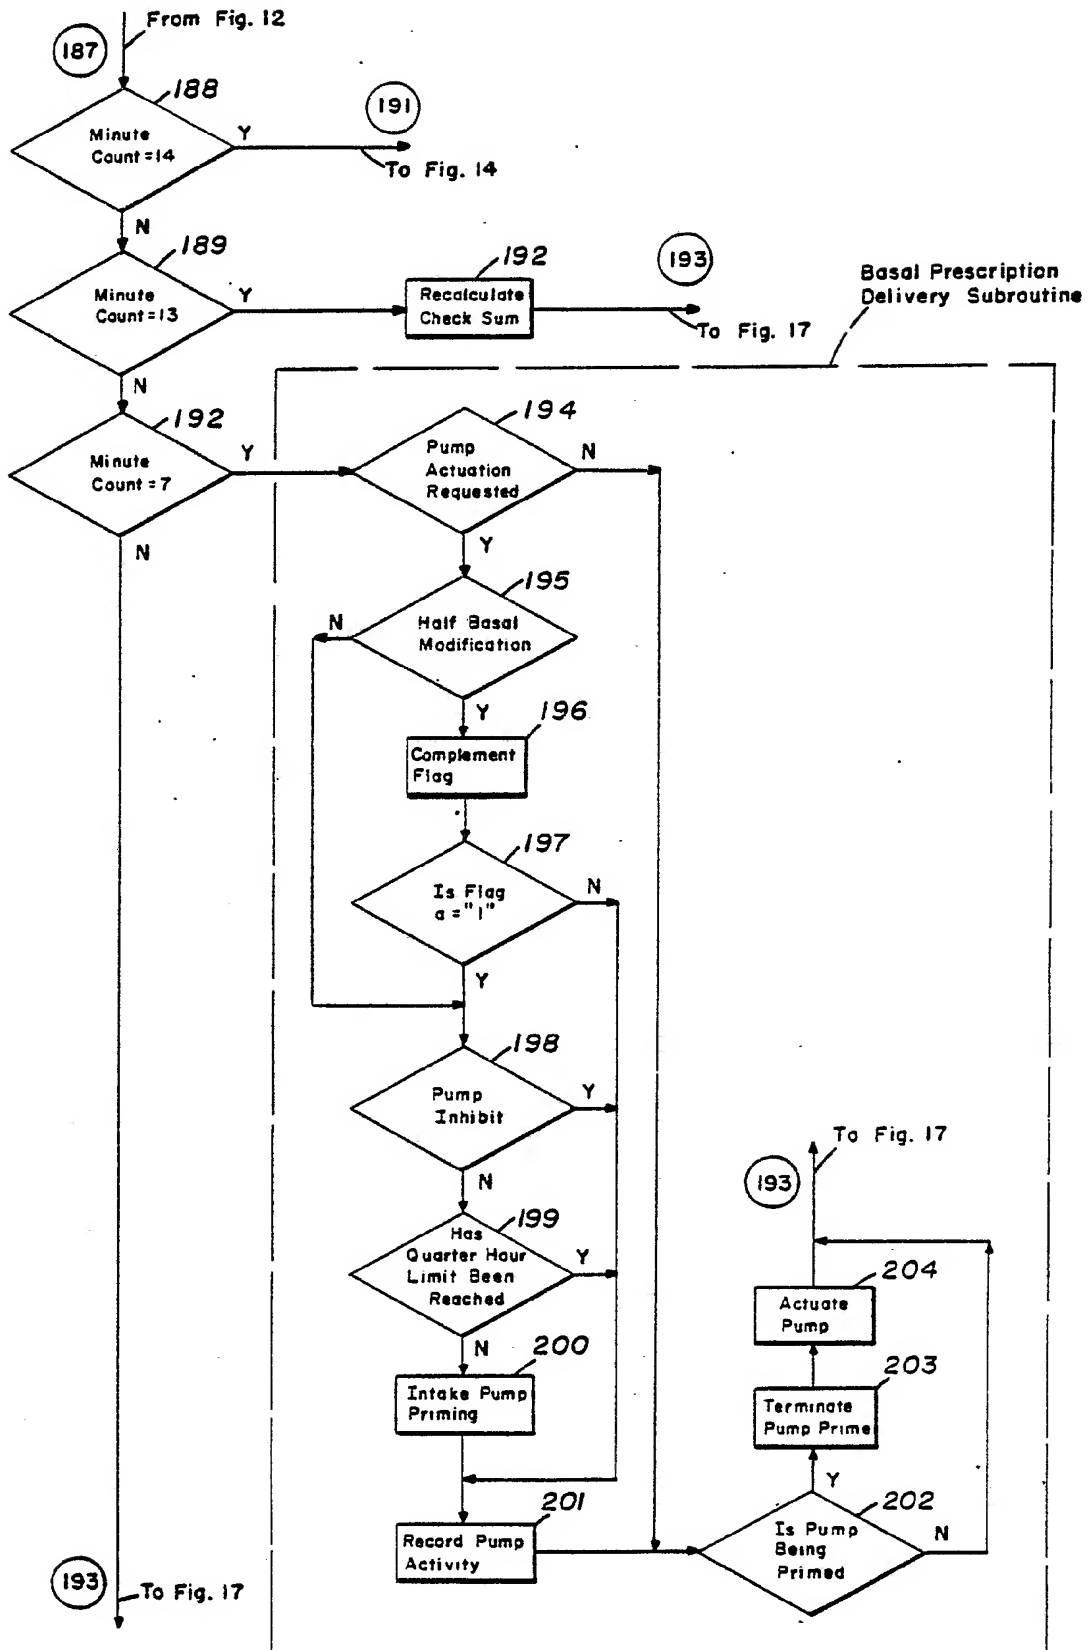 From Fig. 12
187
188
Minute
Count=14
Y
191
To Fig. 14
N
189
Minute
Count=13
Y
192
Recalculate
Check Sum
193
To Fig. 17
Basal Prescription
Delivery Subroutine
N
192
Minute
Count=7
Y
194
Pump
Actuation
Requested
N
N
Y
195
Half Basal
Modification
N
Y
196
Complement
Flag
197
Is Flag
a="1"
N
Y
198
Pump
Inhibit
Y
N
199
Has
Quarter Hour
Limit Been
Reached
Y
N
200
Intake Pump
Priming
201
Record Pump
Activity
To Fig. 17
193
204
Actuate
Pump
203
Terminate
Pump Prime
Y
202
Is Pump
Being
Primed
N
193
To Fig. 17